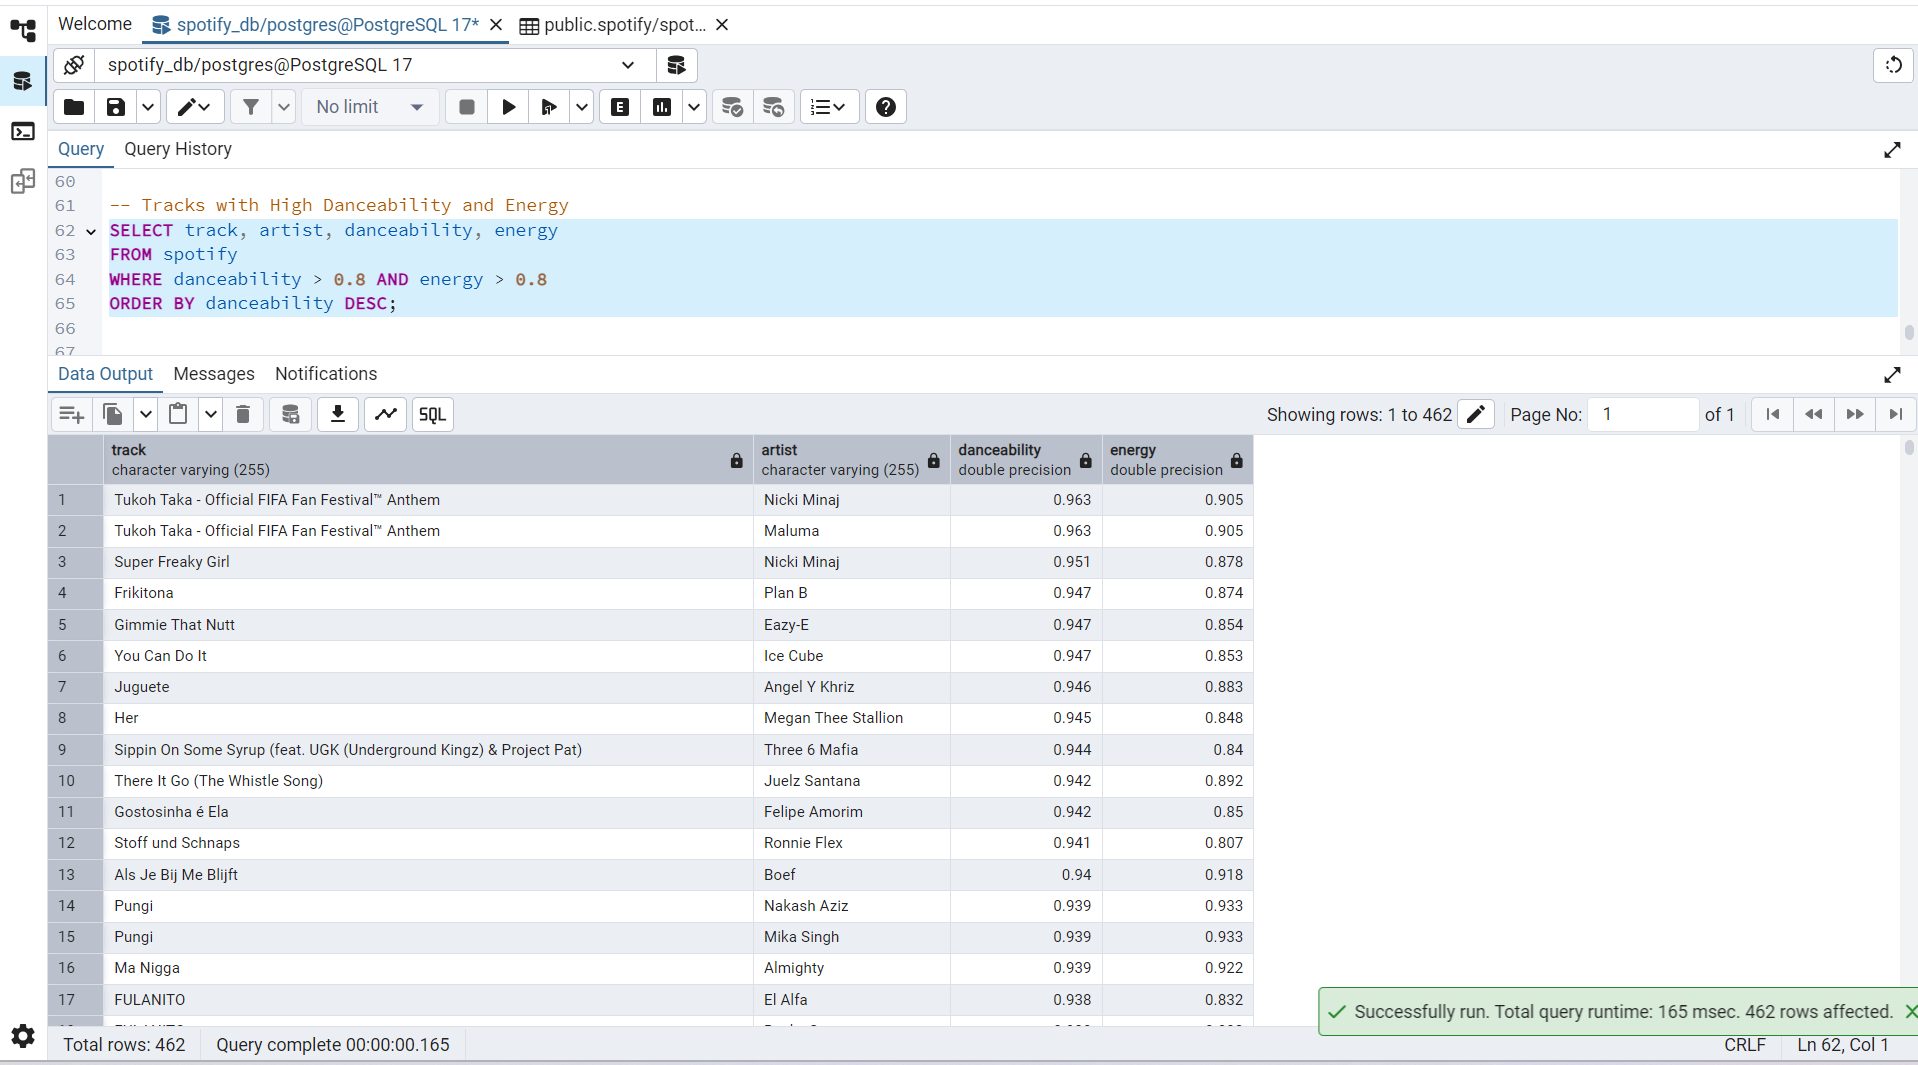 Welcome
spotify_db/postgres@PostgreSQL 17*
public.spotify/spot...
spotify_db/postgres@PostgreSQL 17
No limit
E
Query
Query History
60
61 -- Tracks with High Danceability and Energy
62 SELECT track, artist, danceability, energy
63 FROM spotify
64 WHERE danceability > 0.8 AND energy > 0.8
65 ORDER BY danceability DESC;
66
67
Data Output
Messages
Notifications
SQL
Showing rows: 1 to 462
Page No: 1 of 1
track artist danceability energy
character varying (255) character varying (255) double precision double precision
1 Tukoh Taka - Official FIFA Fan Festival™ Anthem Nicki Minaj 0.963 0.905
2 Tukoh Taka - Official FIFA Fan Festival™ Anthem Maluma 0.963 0.905
3 Super Freaky Girl Nicki Minaj 0.951 0.878
4 Frikitona Plan B 0.947 0.874
5 Gimmie That Nutt Eazy-E 0.947 0.854
6 You Can Do It Ice Cube 0.947 0.853
7 Juguete Angel Y Khriz 0.946 0.883
8 Her Megan Thee Stallion 0.945 0.848
9 Sippin On Some Syrup (feat. UGK (Underground Kingz) & Project Pat) Three 6 Mafia 0.944 0.84
10 There It Go (The Whistle Song) Juelz Santana 0.942 0.892
11 Gostosinha é Ela Felipe Amorim 0.942 0.85
12 Stoff und Schnaps Ronnie Flex 0.941 0.807
13 Als Je Bij Me Blijft Boef 0.94 0.918
14 Pungi Nakash Aziz 0.939 0.933
15 Pungi Mika Singh 0.939 0.933
16 Ma Nigga Almighty 0.939 0.922
17 FULANITO El Alfa 0.938 0.832
Successfully run. Total query runtime: 165 msec. 462 rows affected.
Total rows: 462
Query complete 00:00:00.165
CRLF
Ln 62, Col 1